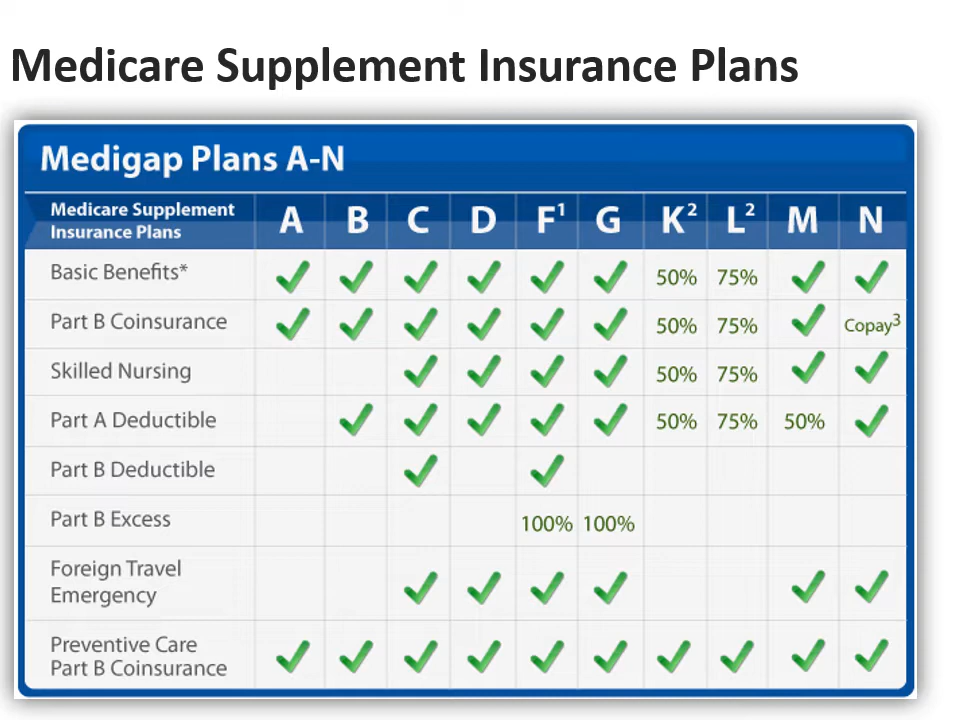 Medicare Supplement Insurance Plans
Medigap Plans A-N
Medicare Supplement
Insurance Plans
A B C D F¹ G K² L² M N
Basic Benefits* ✓ ✓ ✓ ✓ ✓ ✓ 50% 75% ✓ ✓
Part B Coinsurance ✓ ✓ ✓ ✓ ✓ ✓ 50% 75% ✓ Copay³
Skilled Nursing ✓ ✓ ✓ ✓ 50% 75% ✓ ✓
Part A Deductible ✓ ✓ ✓ ✓ ✓ 50% 75% 50% ✓
Part B Deductible ✓ ✓
Part B Excess 100% 100%
Foreign Travel
Emergency ✓ ✓ ✓ ✓ ✓ ✓
Preventive Care
Part B Coinsurance ✓ ✓ ✓ ✓ ✓ ✓ ✓ ✓ ✓ ✓